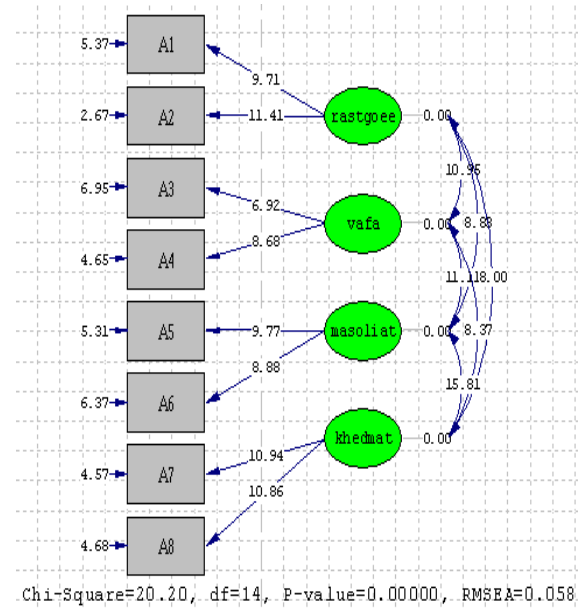 5.37 A1
9.71
2.67 A2 11.41 rastgoee 0.00
10.95
6.95 A3
6.92
vafa 0.00 8.83
8.68
4.65 A4
11.11 8.00
5.31 A5 9.77 masoliat 0.00 8.37
8.88
6.37 A6
15.81
khedmat 0.00
10.94
4.57 A7
10.86
4.68 A8
Chi-Square=20.20, df=14, P-value=0.00000, RMSEA=0.058